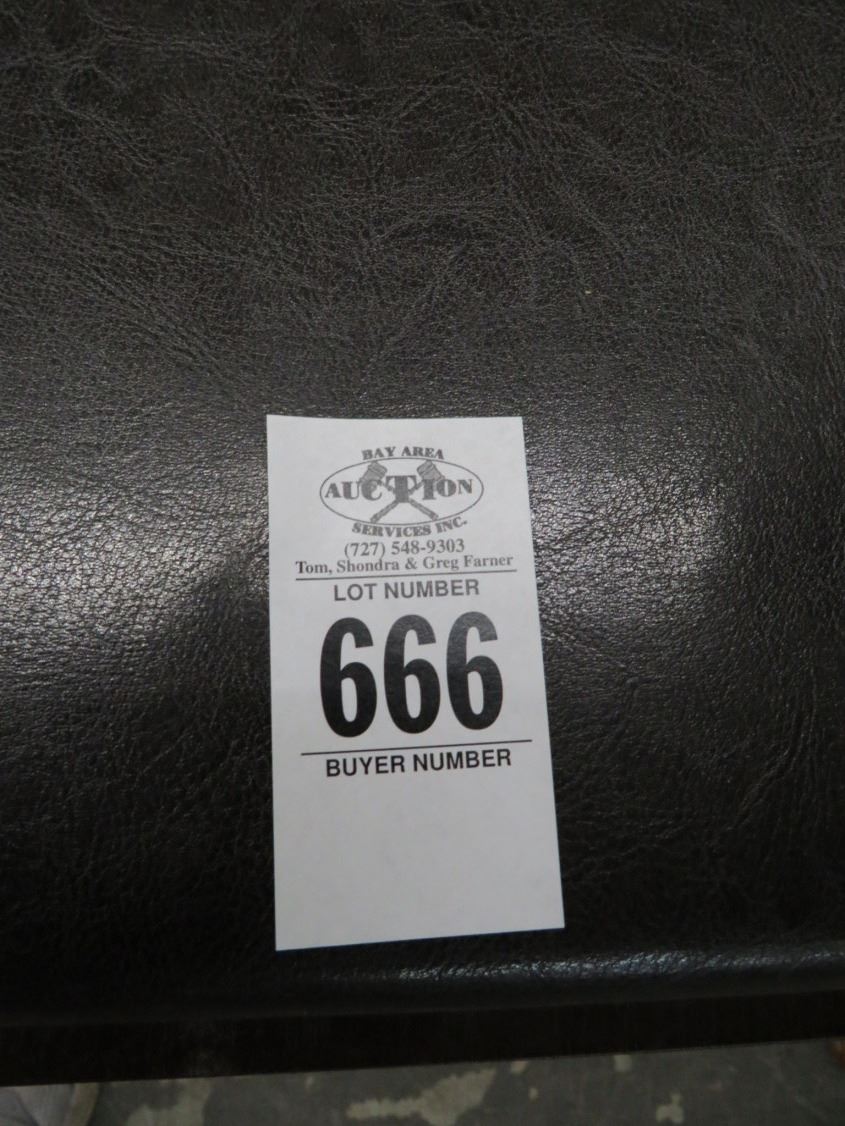 BAY AREA
AUCTION
SERVICES INC.
(727) 548-9303
Tom, Shondra & Greg Farner
LOT NUMBER
666
BUYER NUMBER